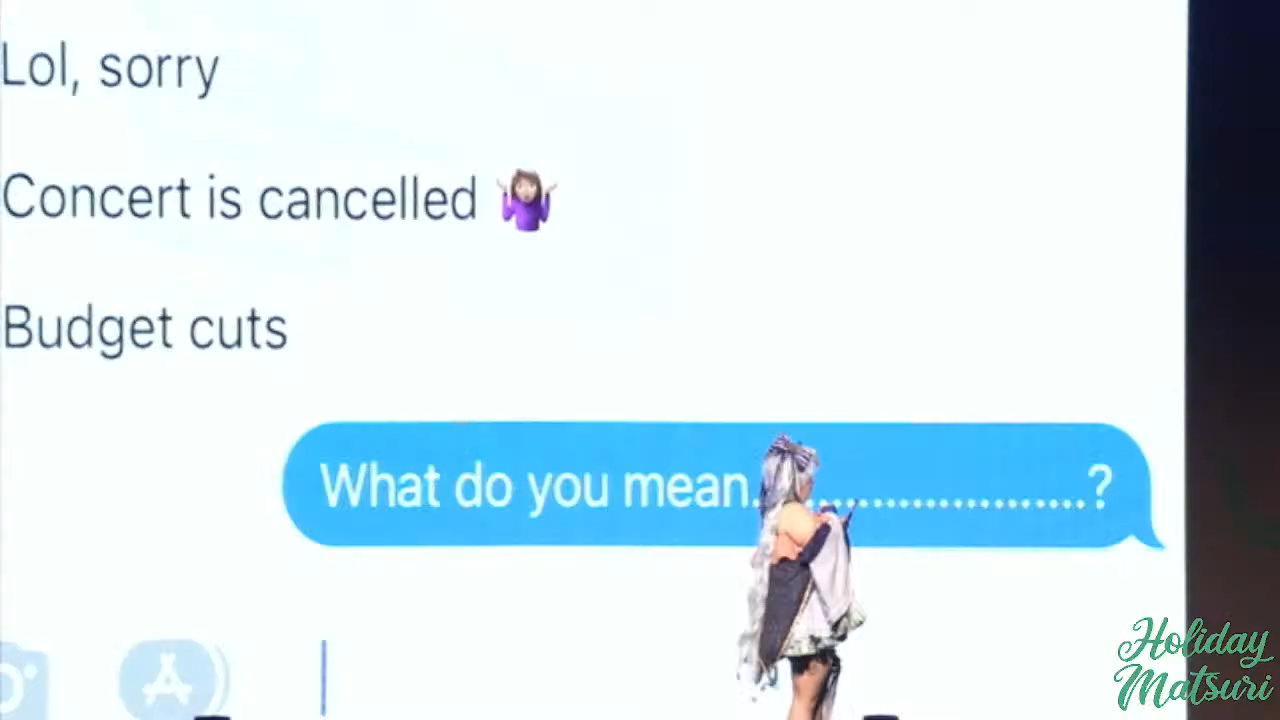 Lol, sorry
Concert is cancelled 🤷🏻‍♀️
Budget cuts
What do you mean.......................?
Holiday
Matsuri